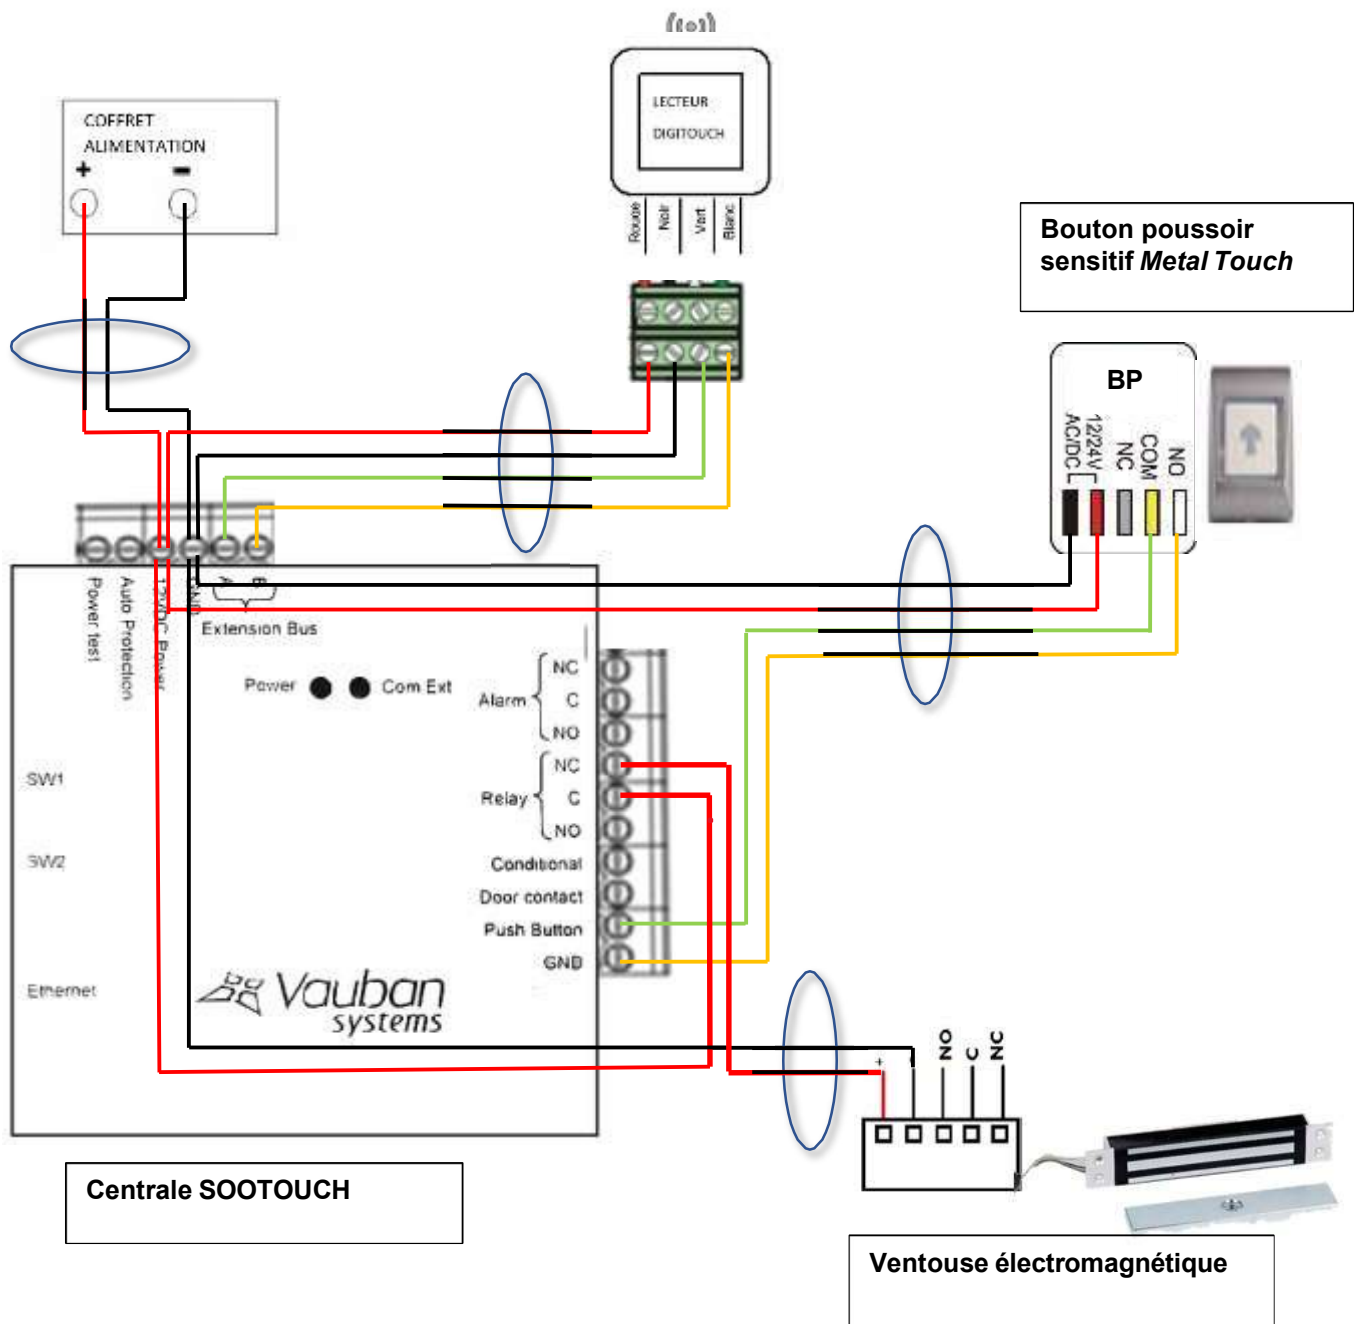 COFFRET
ALIMENTATION
+ -
LECTEUR
DIGITOUCH
Rouge
Noir
Vert
Blanc
Bouton poussoir
sensitif Metal Touch
BP
AC/DC
12/24V
NC
COM
NO
Power test
Auto Protection
12VDC Power
GND
A
B
Extension Bus
Power
Com Ext
Alarm
NC
C
NO
Relay
NC
C
NO
Conditional
Door contact
Push Button
GND
SW1
SW2
Ethernet
Vauban
systems
+
NO
C
NC
Centrale SOOTOUCH
Ventouse électromagnétique